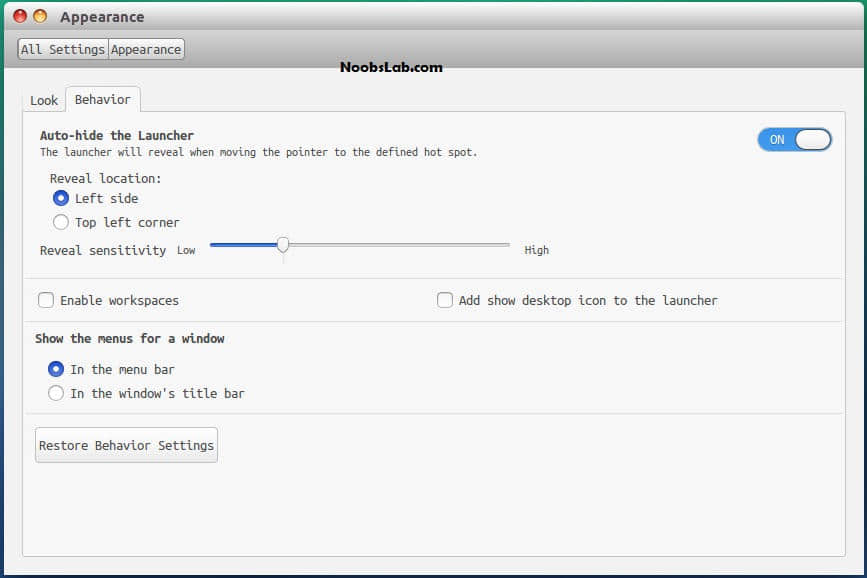 Appearance
All Settings Appearance
NoobsLab.com
Look Behavior
Auto-hide the Launcher
ON
The launcher will reveal when moving the pointer to the defined hot spot.
Reveal location:
Left side
Top left corner
Reveal sensitivity Low High
Enable workspaces Add show desktop icon to the launcher
Show the menus for a window
In the menu bar
In the window's title bar
Restore Behavior Settings